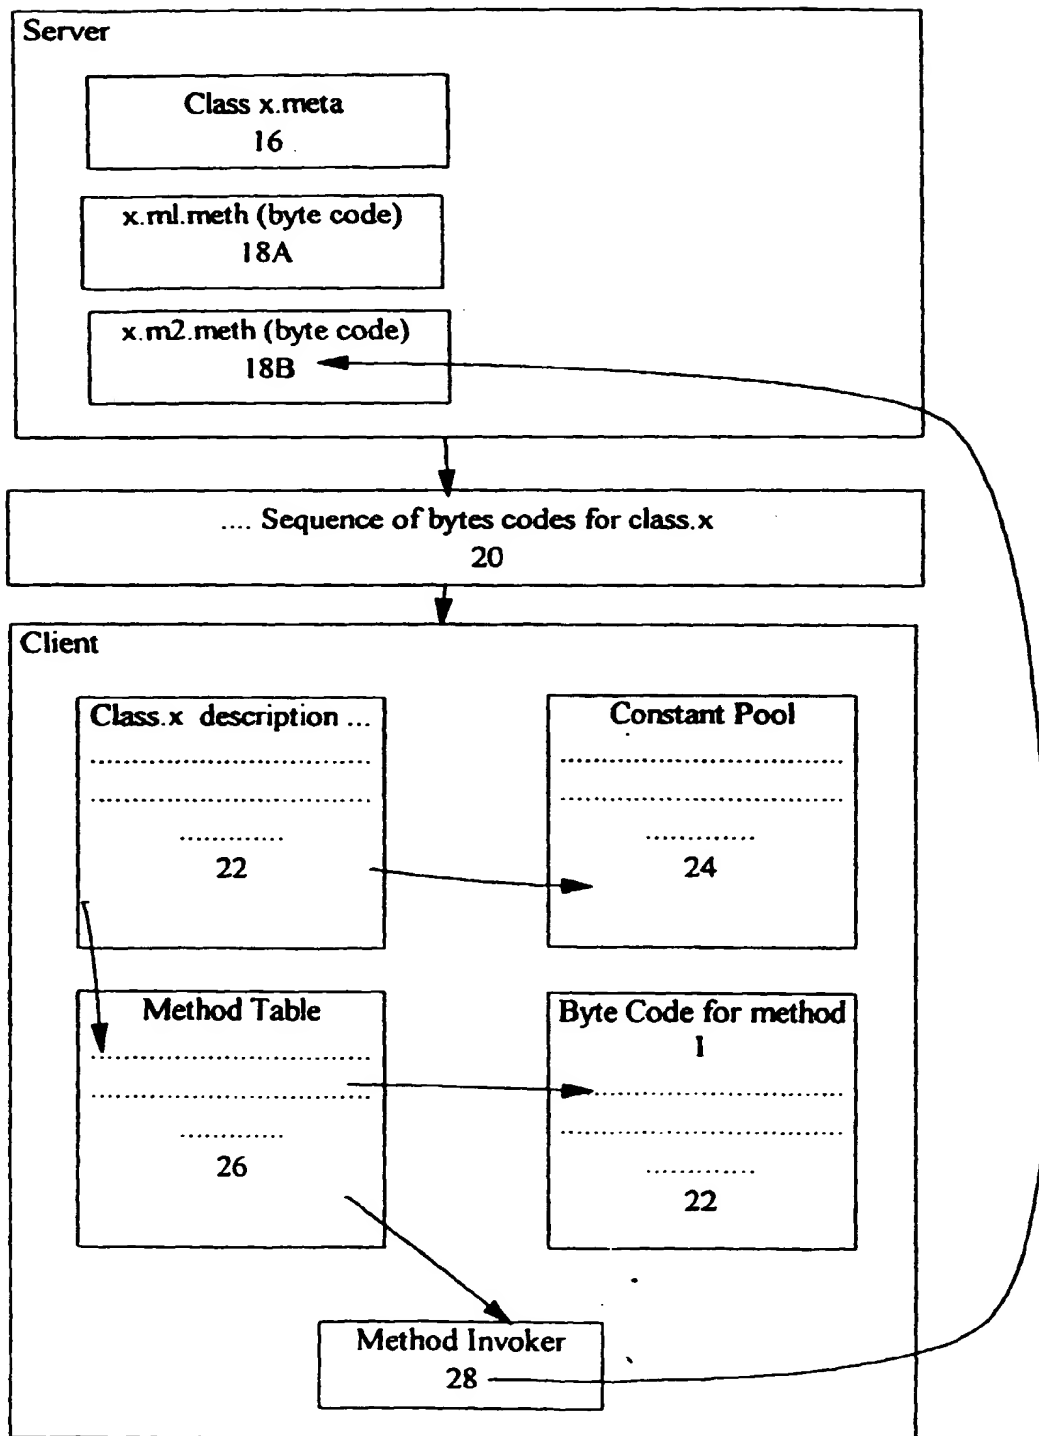 Server
Class x.meta
16
x.ml.meth (byte code)
18A
x.m2.meth (byte code)
18B
.... Sequence of bytes codes for class.x
20
Client
Class.x description ...
22
Constant Pool
24
Method Table
26
Byte Code for method
1
22
Method Invoker
28